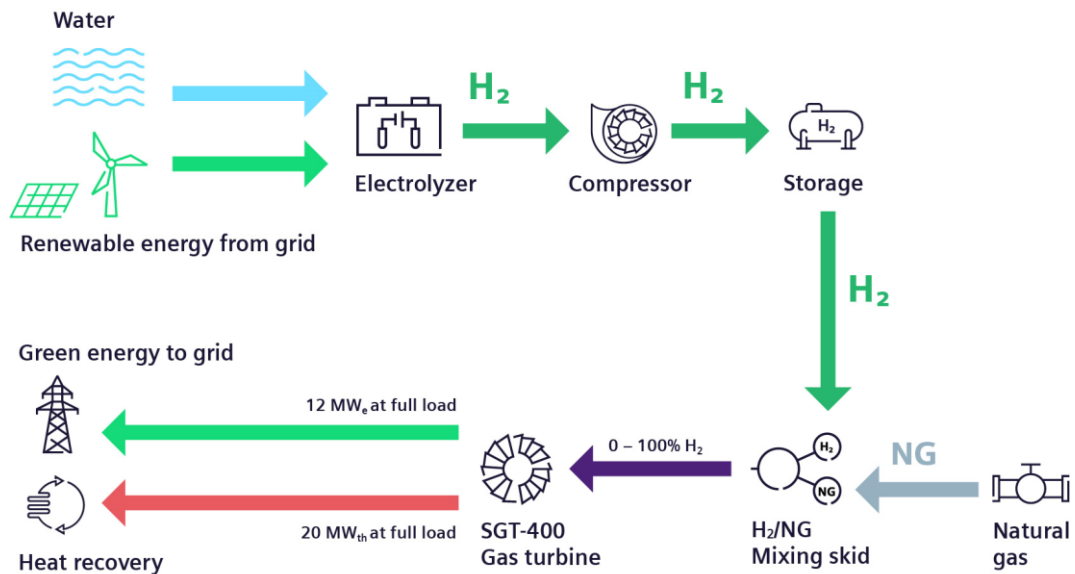 Water
H₂
H₂
H₂
Electrolyzer
Compressor
Storage
Renewable energy from grid
H₂
Green energy to grid
12 MWₑ at full load
0 – 100% H₂
H₂
NG
NG
20 MWₜₕ at full load
Heat recovery
SGT-400
Gas turbine
H₂/NG
Mixing skid
Natural
gas